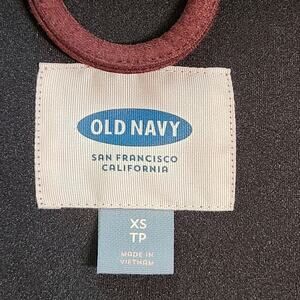 OLD NAVY
SAN FRANCISCO
CALIFORNIA
XS
TP
MADE IN
VIETNAM